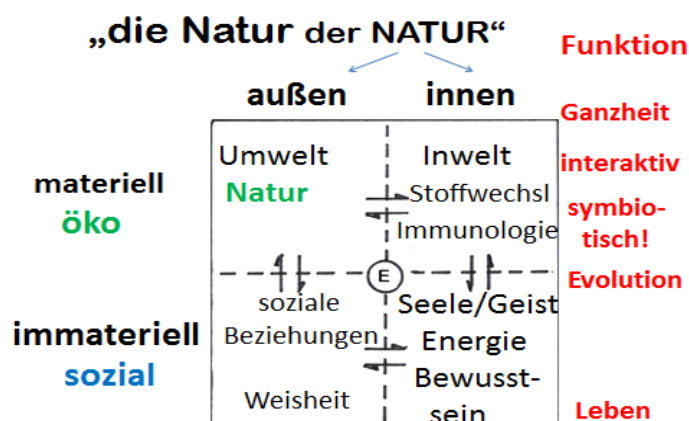 „die Natur der NATUR“
Funktion
außen innen
Ganzheit
Umwelt Inwelt
interaktiv
materiell
Natur Stoffwechsl
öko
symbio-
tisch!
Immunologie
E
Evolution
soziale Seele/Geist
immateriell
Beziehungen Energie
sozial
Bewusst-
Weisheit sein
Leben